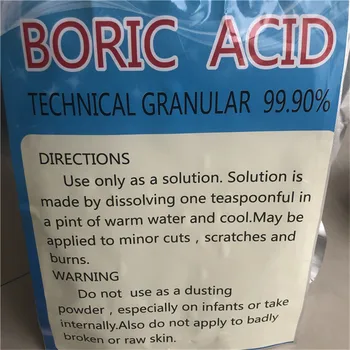 BORIC ACID
TECHNICAL GRANULAR 99.90%
DIRECTIONS
Use only as a solution. Solution is
made by dissolving one teaspoonful in
a pint of warm water and cool.May be
applied to minor cuts , scratches and
burns.
WARNING
Do not use as a dusting
powder , especially on infants or take
internally.Also do not apply to badly
broken or raw skin.